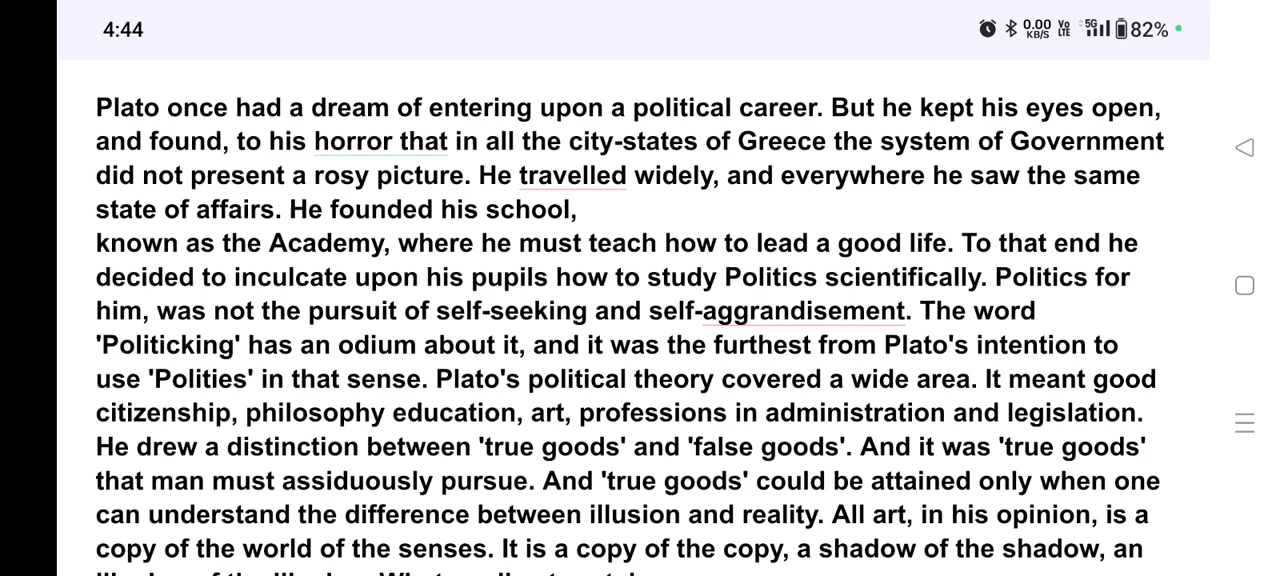 4:44
0.00 KB/S Vo LTE 5G 82%
Plato once had a dream of entering upon a political career. But he kept his eyes open,
and found, to his horror that in all the city-states of Greece the system of Government
did not present a rosy picture. He travelled widely, and everywhere he saw the same
state of affairs. He founded his school,
known as the Academy, where he must teach how to lead a good life. To that end he
decided to inculcate upon his pupils how to study Politics scientifically. Politics for
him, was not the pursuit of self-seeking and self-aggrandisement. The word
'Politicking' has an odium about it, and it was the furthest from Plato's intention to
use 'Polities' in that sense. Plato's political theory covered a wide area. It meant good
citizenship, philosophy education, art, professions in administration and legislation.
He drew a distinction between 'true goods' and 'false goods'. And it was 'true goods'
that man must assiduously pursue. And 'true goods' could be attained only when one
can understand the difference between illusion and reality. All art, in his opinion, is a
copy of the world of the senses. It is a copy of the copy, a shadow of the shadow, an